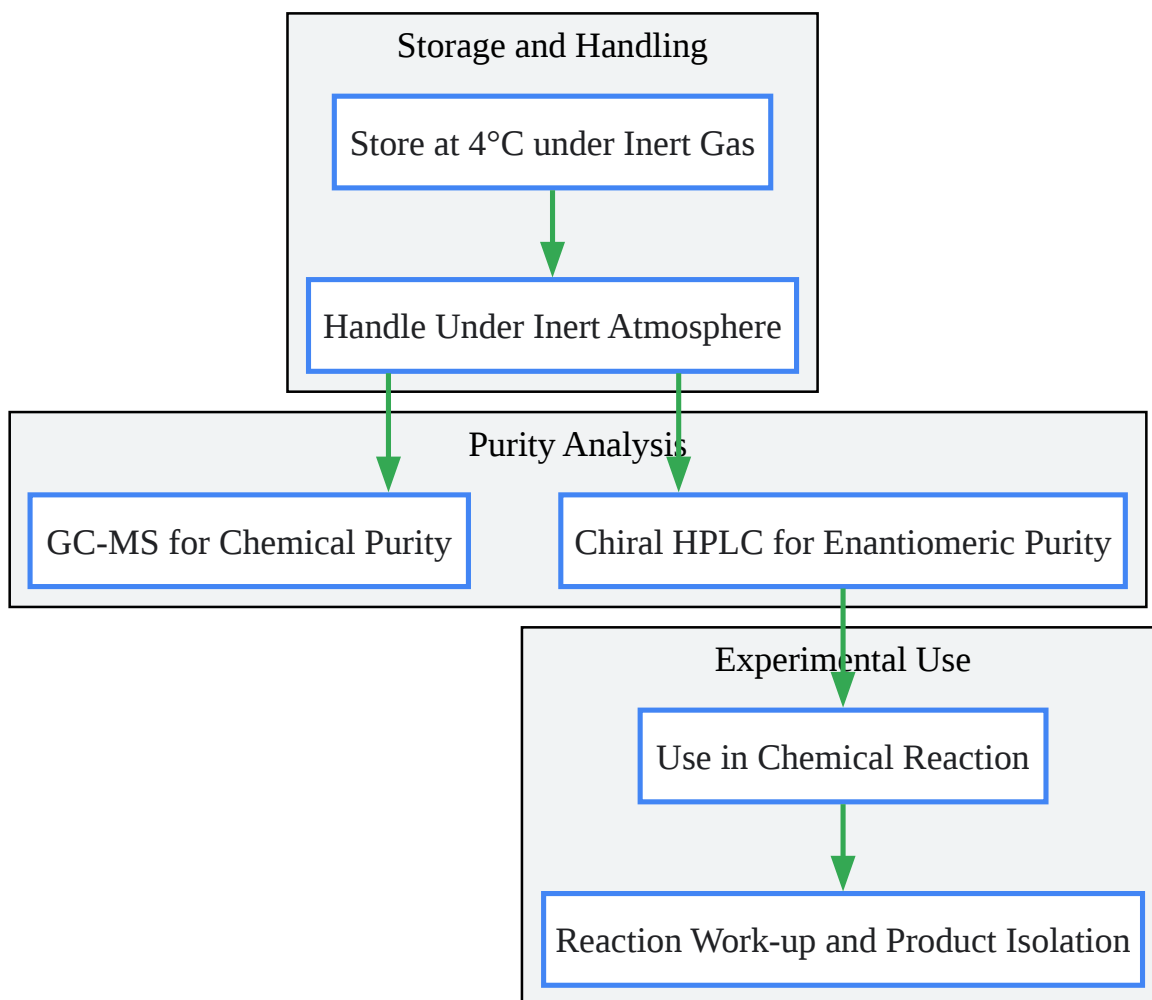 Storage and Handling
Store at 4°C under Inert Gas
Handle Under Inert Atmosphere
Purity Analysis
GC-MS for Chemical Purity
Chiral HPLC for Enantiomeric Purity
Experimental Use
Use in Chemical Reaction
Reaction Work-up and Product Isolation